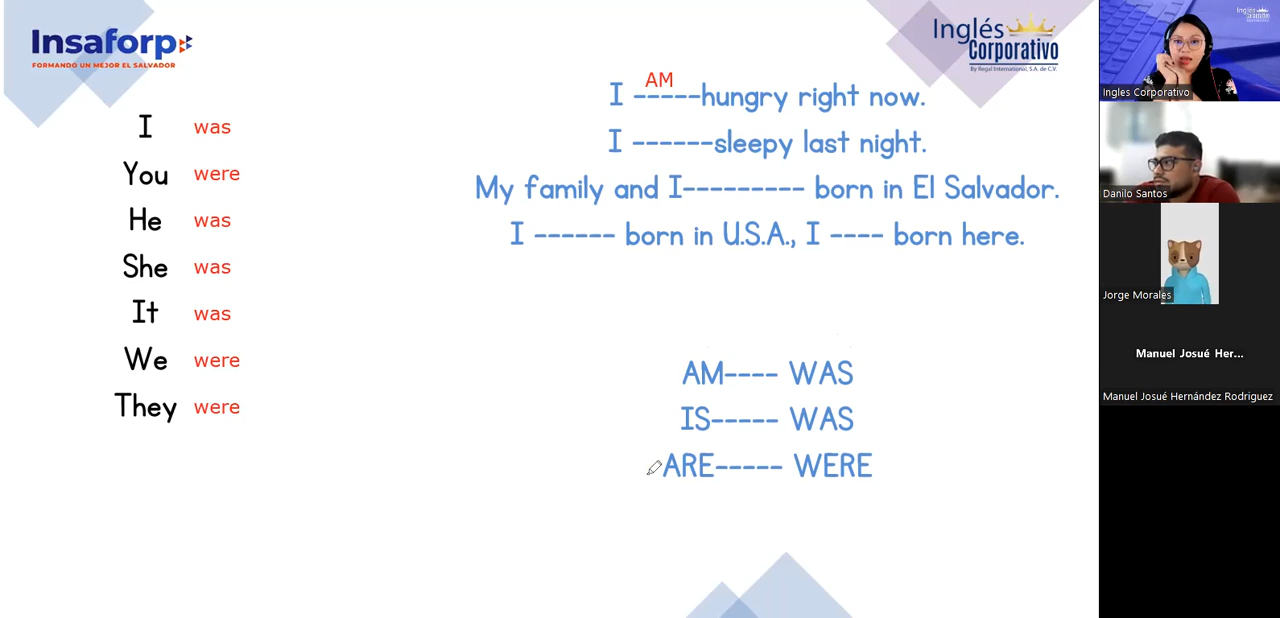 Insaforp
FORMANDO UN MEJOR EL SALVADOR
Inglés
Corporativo
By Regal International, S.A. de C.V.
I was
You were
He was
She was
It was
We were
They were
AM
I -----hungry right now.
I ------sleepy last night.
My family and I--------- born in El Salvador.
I ------ born in U.S.A., I ---- born here.
AM---- WAS
IS----- WAS
ARE----- WERE
Inglés
Corporativo
Ingles Corporativo
Danilo Santos
Jorge Morales
Manuel Josué Her...
Manuel Josué Hernández Rodriguez